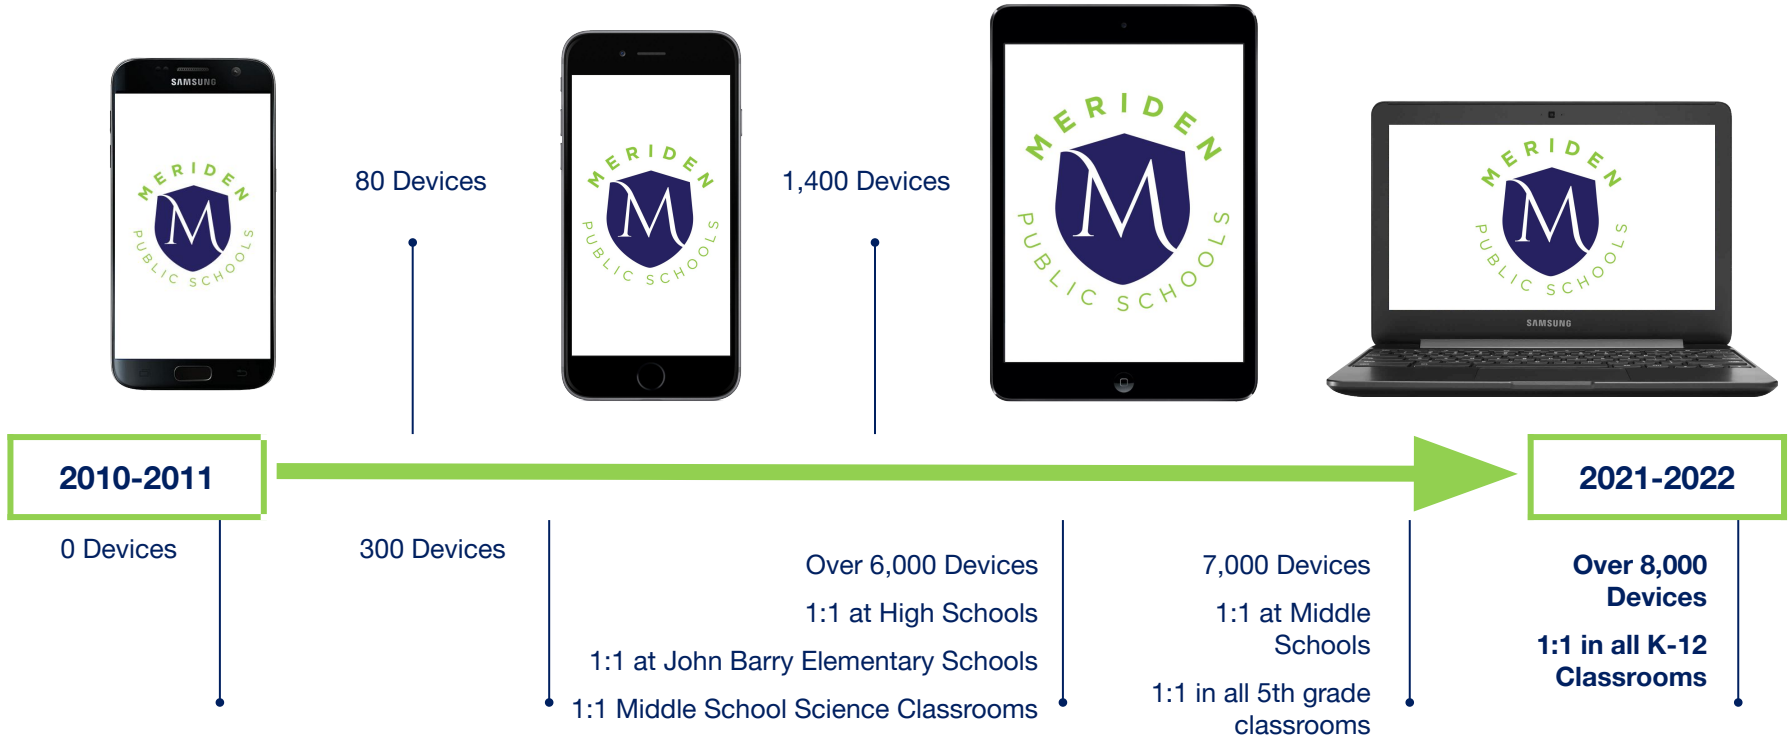 SAMSUNG
MERIDEN
M
PUBLIC SCHOOLS
80 Devices
MERIDEN
M
PUBLIC SCHOOLS
1,400 Devices
MERIDEN
M
PUBLIC SCHOOLS
MERIDEN
M
PUBLIC SCHOOLS
SAMSUNG
2010-2011
2021-2022
0 Devices
300 Devices
Over 6,000 Devices
1:1 at High Schools
1:1 at John Barry Elementary Schools
1:1 Middle School Science Classrooms
7,000 Devices
1:1 at Middle
Schools
1:1 in all 5th grade
classrooms
Over 8,000
Devices
1:1 in all K-12
Classrooms